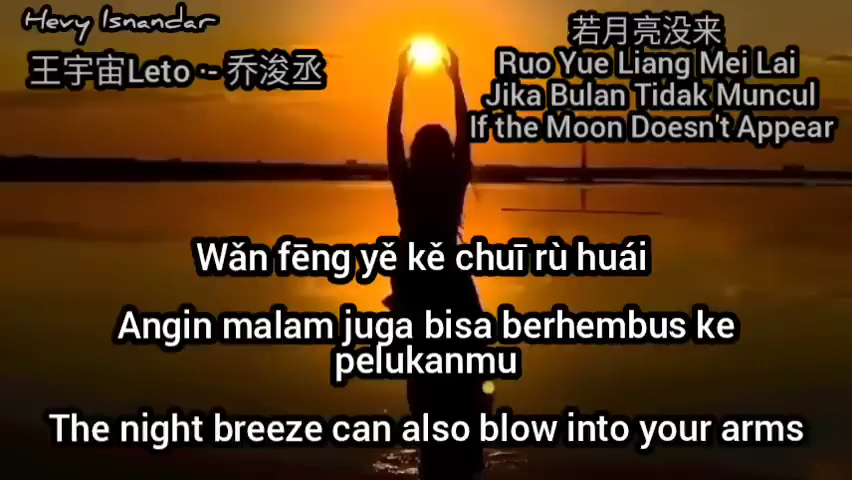 Hevy Isnandar
王宇宙Leto -- 乔浚丞
若月亮没来
Ruo Yue Liang Mei Lai
Jika Bulan Tidak Muncul
If the Moon Doesn't Appear
Wǎn fēng yě kě chuī rù huái
Angin malam juga bisa berhembus ke
pelukanmu
The night breeze can also blow into your arms